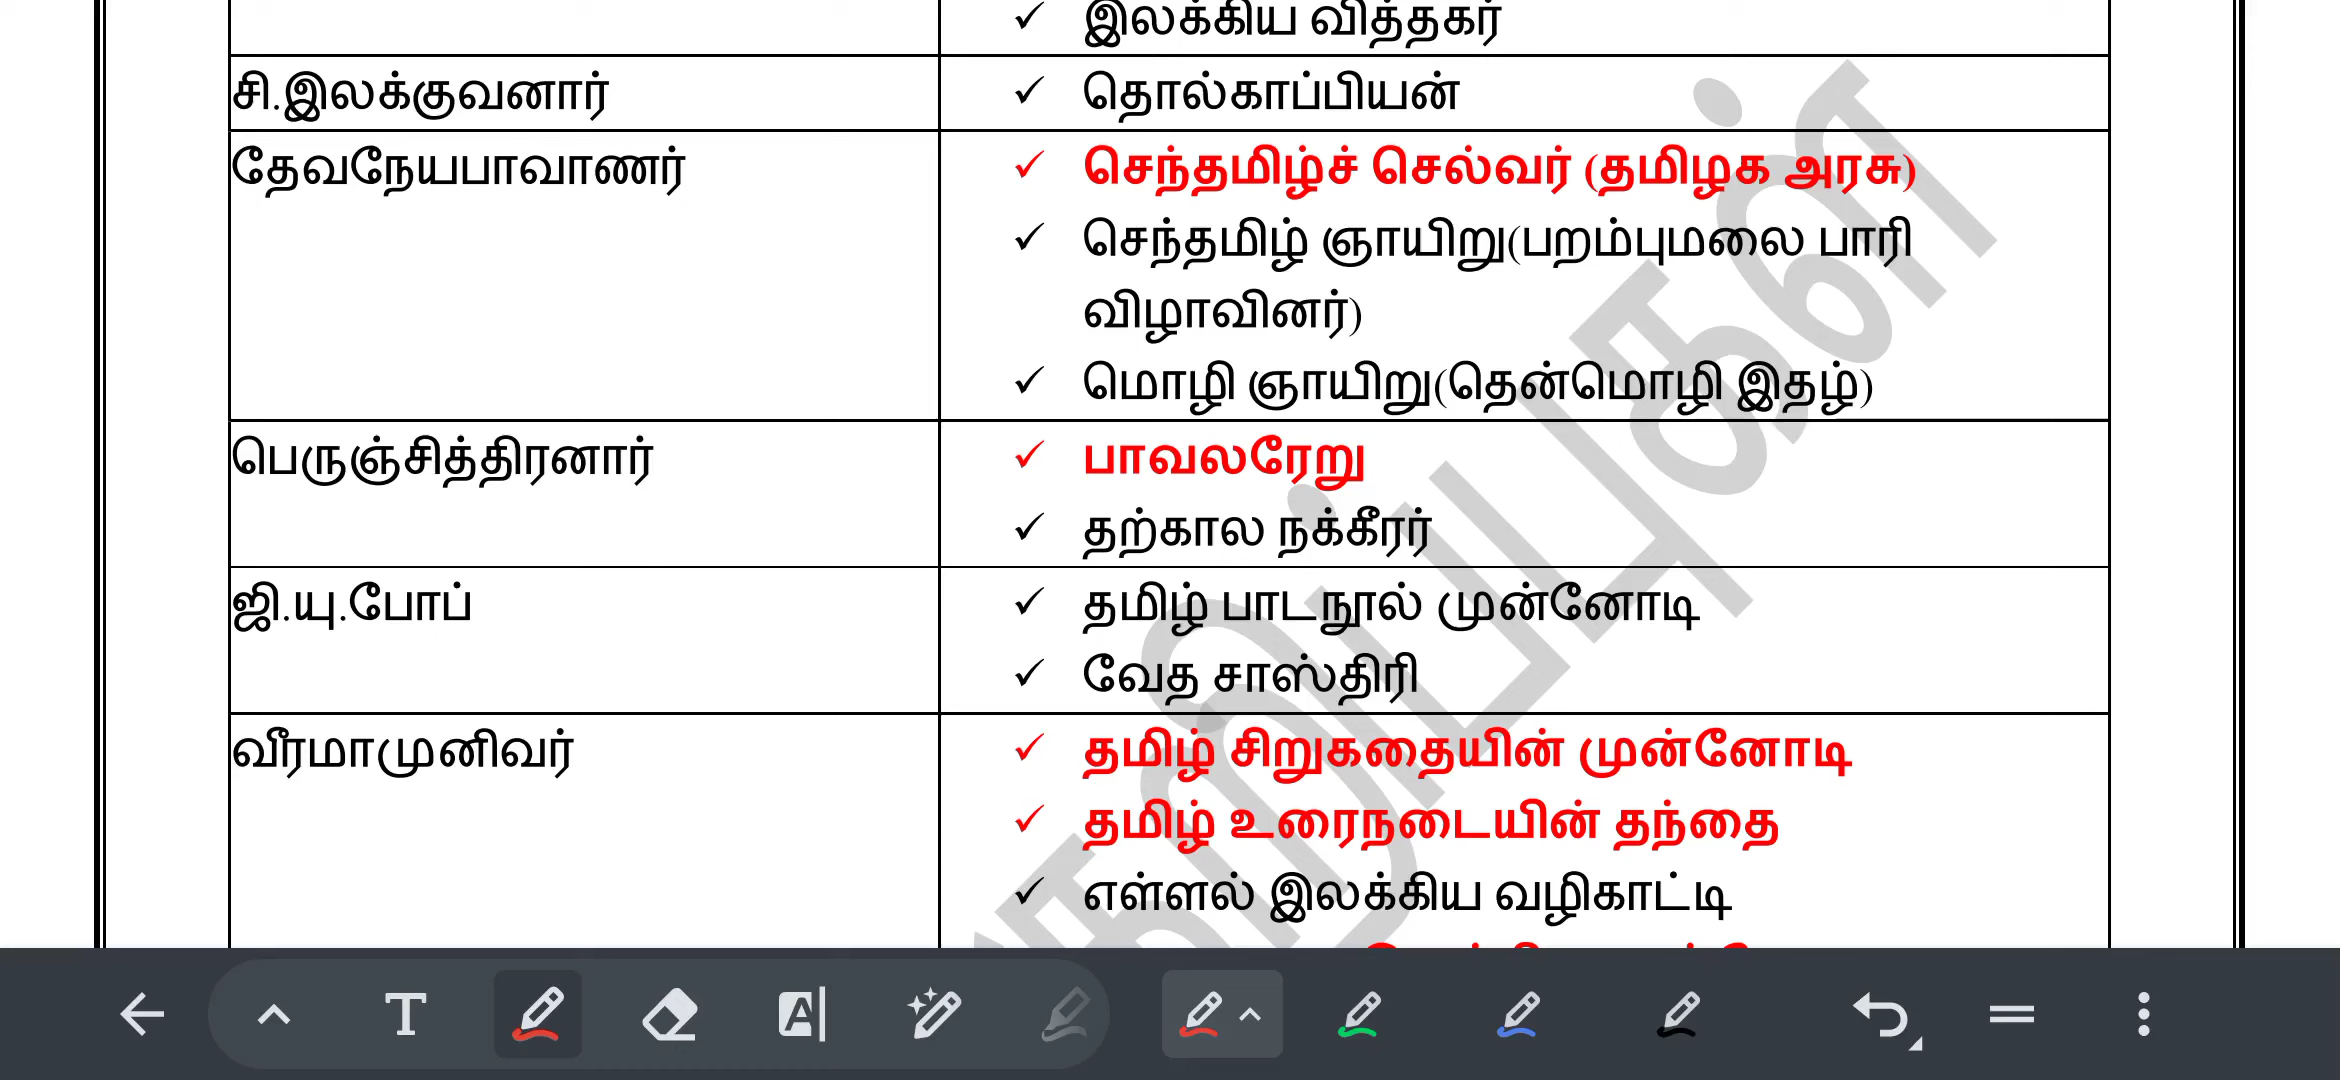 இலக்கிய வித்தகர்
சி.இலக்குவனார்
தொல்காப்பியன்
தேவநேயபாவாணர்
செந்தமிழ்ச் செல்வர் (தமிழக அரசு)
செந்தமிழ் ஞாயிறு(பறம்புமலை பாரி
விழாவினர்)
மொழி ஞாயிறு(தென்மொழி இதழ்)
பெருஞ்சித்திரனார்
பாவலரேறு
தற்கால நக்கீரர்
ஜி.யு.போப்
தமிழ் பாடநூல் முன்னோடி
வேத சாஸ்திரி
வீரமாமுனிவர்
தமிழ் சிறுகதையின் முன்னோடி
தமிழ் உரைநடையின் தந்தை
எள்ளல் இலக்கிய வழிகாட்டி
T
A